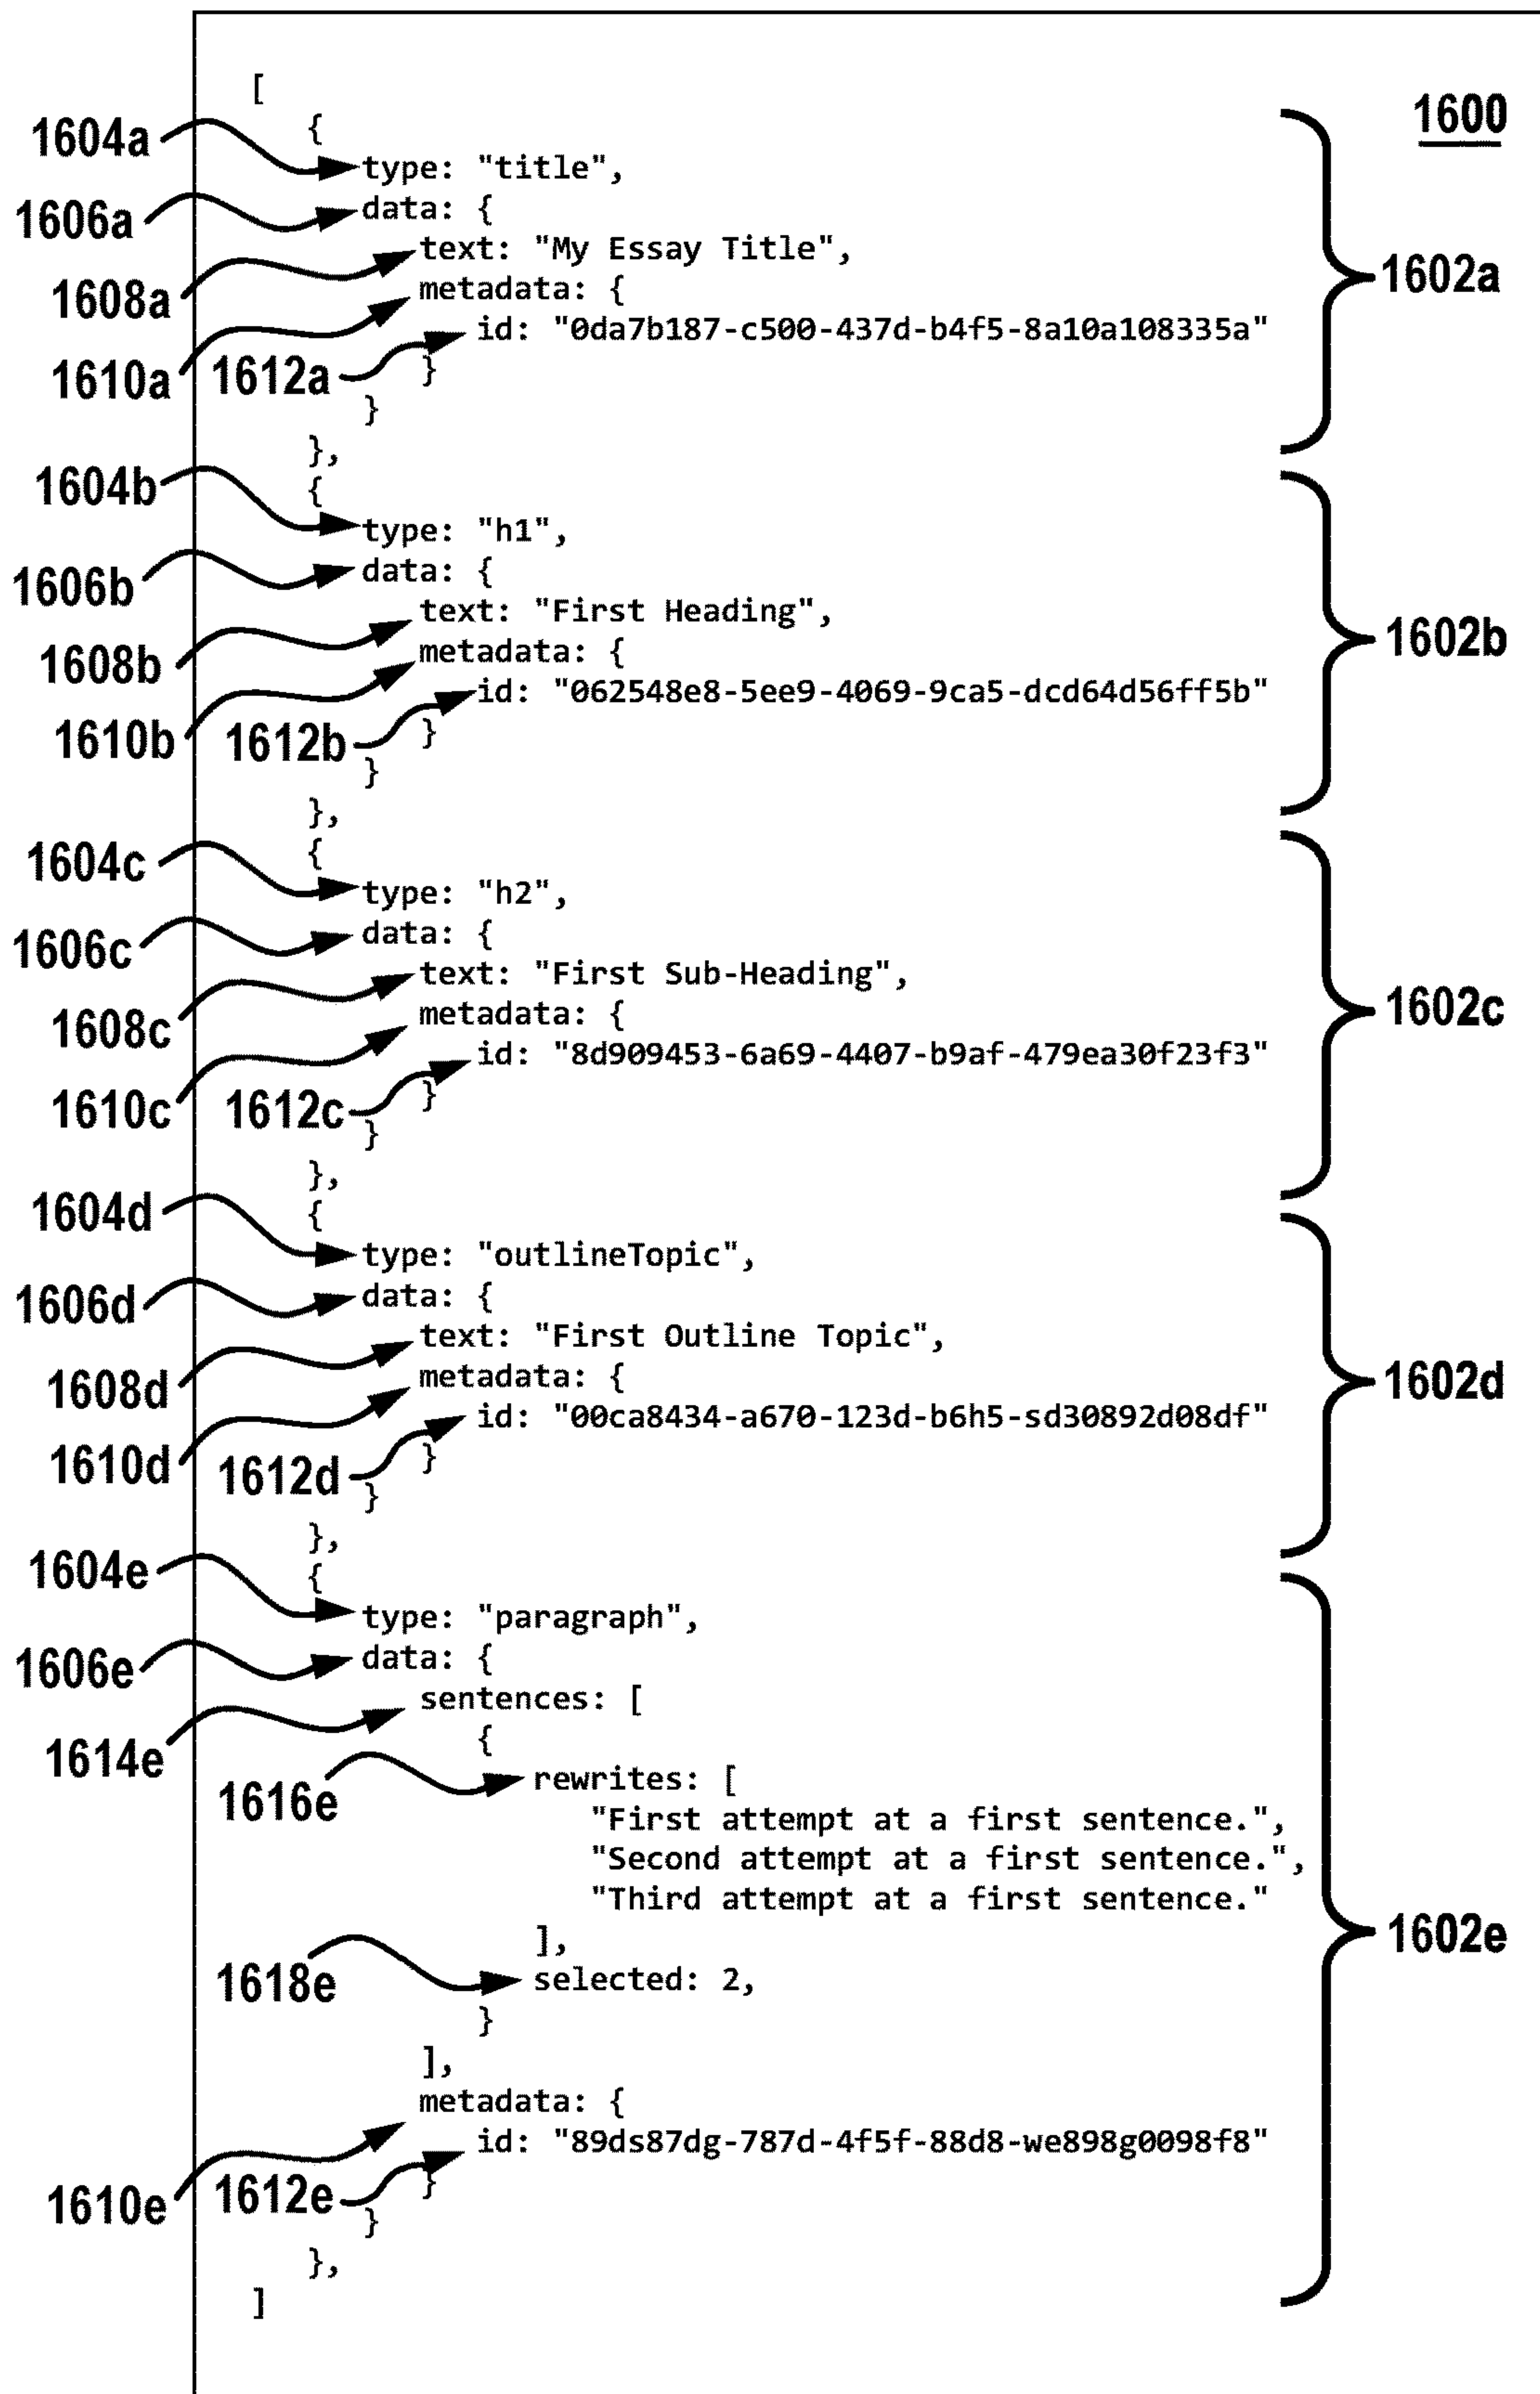 [
1600
{
1604a
type: "title",
1606a
data: {
text: "My Essay Title",
1602a
1608a
metadata: {
id: "0da7b187-c500-437d-b4f5-8a10a108335a"
1610a
1612a
}
}
},
1604b
{
type: "h1",
1606b
data: {
text: "First Heading",
1602b
1608b
metadata: {
id: "062548e8-5ee9-4069-9ca5-dcd64d56ff5b"
1610b
1612b
}
}
},
1604c
{
type: "h2",
1606c
data: {
text: "First Sub-Heading",
1602c
1608c
metadata: {
id: "8d909453-6a69-4407-b9af-479ea30f23f3"
1610c
1612c
}
}
},
1604d
{
type: "outlineTopic",
1606d
data: {
text: "First Outline Topic",
1602d
1608d
metadata: {
id: "00ca8434-a670-123d-b6h5-sd30892d08df"
1610d
1612d
}
}
},
1604e
{
type: "paragraph",
1606e
data: {
sentences: [
1614e
{
1616e
rewrites: [
"First attempt at a first sentence.",
"Second attempt at a first sentence.",
"Third attempt at a first sentence."
1602e
],
1618e
selected: 2,
}
],
metadata: {
id: "89ds87dg-787d-4f5f-88d8-we898g0098f8"
1610e
1612e
}
}
},
]